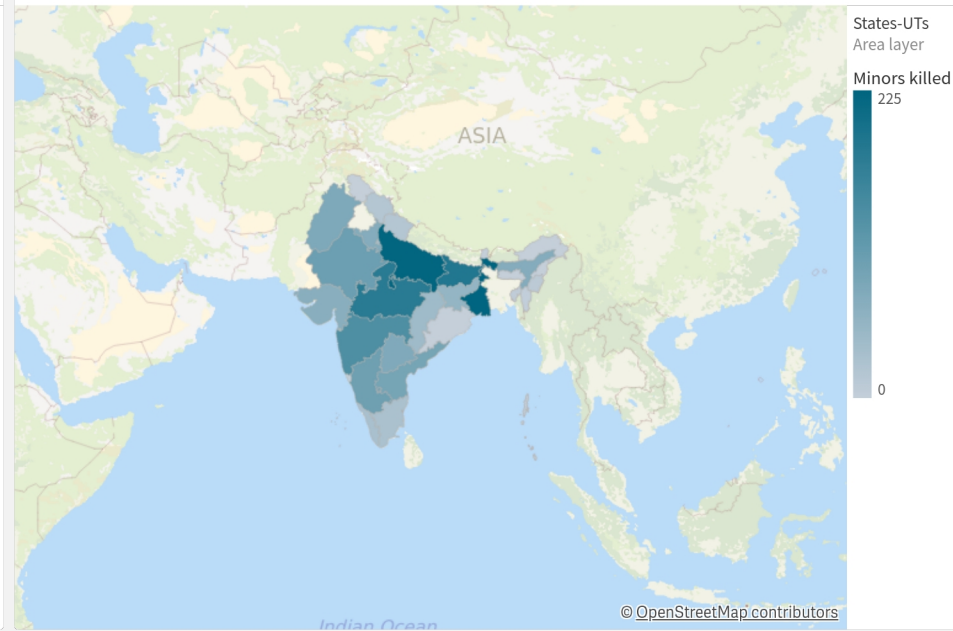 States-UTs
Area layer
Minors killed
225
0
ASIA
Indian Ocean
© OpenStreetMap contributors